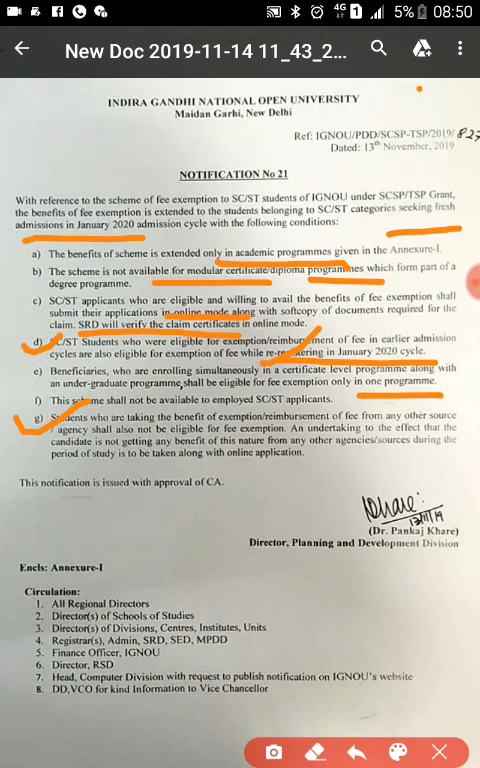 4G 1 5% 08:50
New Doc 2019-11-14 11_43_2...
INDIRA GANDHI NATIONAL OPEN UNIVERSITY
Maidan Garhi, New Delhi
Ref: IGNOU/PDD/SCSP-TSP/2019/827
Dated: 13th November, 2019
NOTIFICATION No 21
With reference to the scheme of fee exemption to SC/ST students of IGNOU under SCSP/TSP Grant,
the benefits of fee exemption is extended to the students belonging to SC/ST categories seeking fresh
admissions in January 2020 admission cycle with the following conditions:
a) The benefits of scheme is extended only in academic programmes given in the Annexure-I.
b) The scheme is not available for modular certificate/diploma programmes which form part of a
degree programme.
c) SC/ST applicants who are eligible and willing to avail the benefits of fee exemption shall
submit their applications in online mode along with softcopy of documents required for the
claim. SRD will verify the claim certificates in online mode.
d) SC/ST Students who were eligible for exemption/reimbursement of fee in earlier admission
cycles are also eligible for exemption of fee while re-registering in January 2020 cycle.
e) Beneficiaries, who are enrolling simultaneously in a certificate level programme along with
an under-graduate programme, shall be eligible for fee exemption only in one programme.
f) This scheme shall not be available to employed SC/ST applicants.
g) Students who are taking the benefit of exemption/reimbursement of fee from any other source
/agency shall also not be eligible for fee exemption. An undertaking to the effect that the
candidate is not getting any benefit of this nature from any other agencies/sources during the
period of study is to be taken along with online application.
This notification is issued with approval of CA.
Khare
13/11/19
(Dr. Pankaj Khare)
Director, Planning and Development Division
Encls: Annexure-I
Circulation:
1. All Regional Directors
2. Director(s) of Schools of Studies
3. Director(s) of Divisions, Centres, Institutes, Units
4. Registrar(s), Admin, SRD, SED, MPDD
5. Finance Officer, IGNOU
6. Director, RSD
7. Head, Computer Division with request to publish notification on IGNOU's website
8. DD,VCO for kind Information to Vice Chancellor